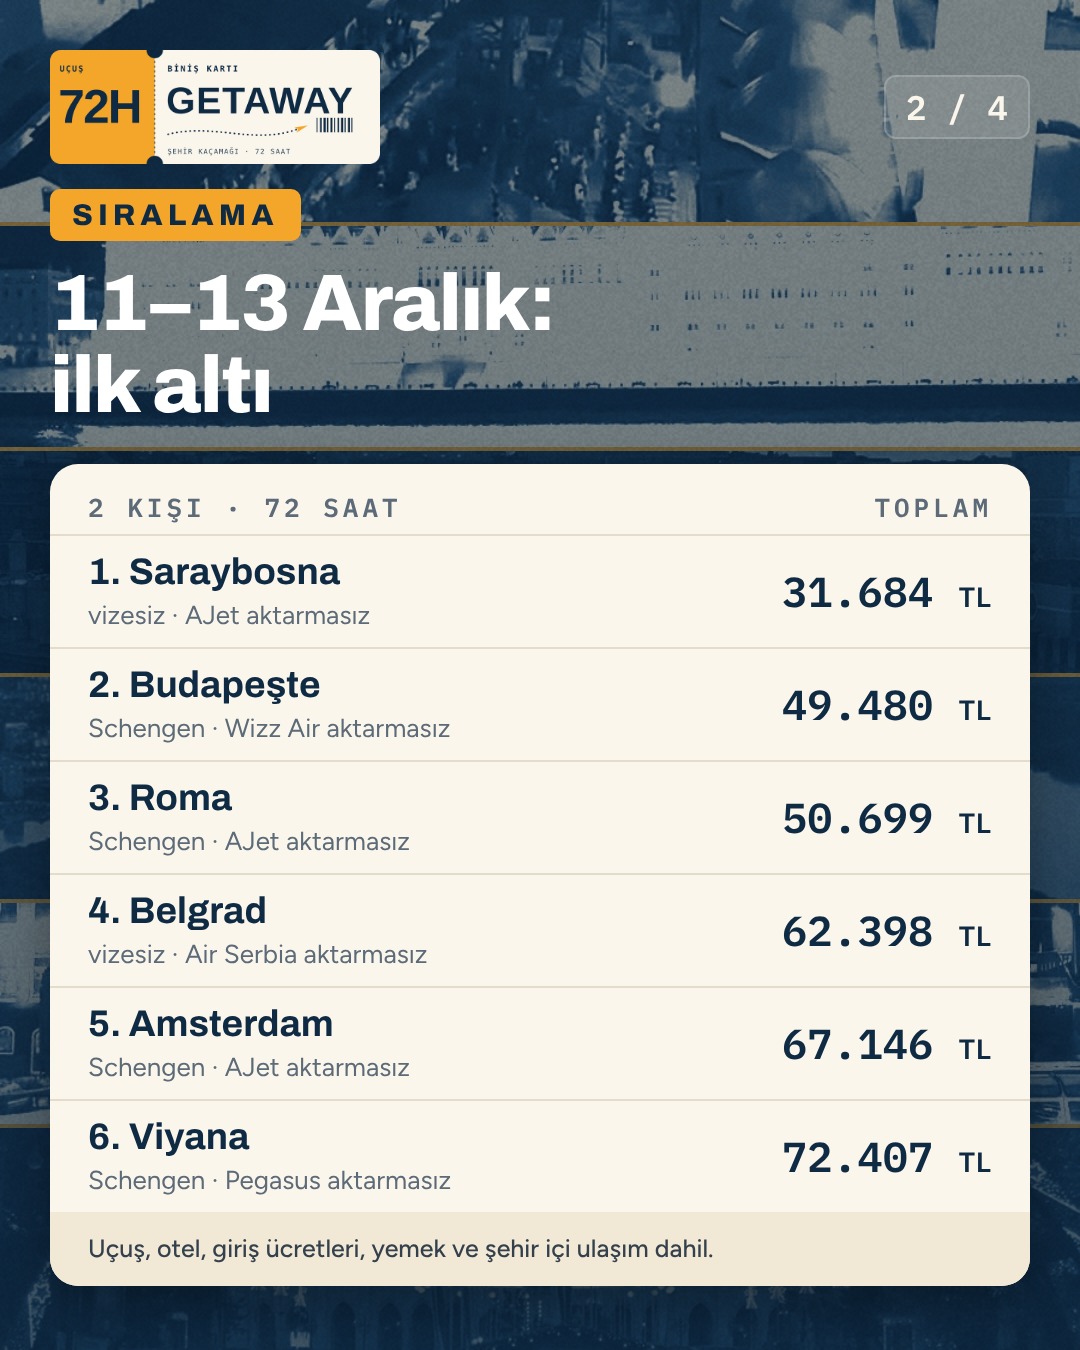 UÇUŞ
72H
BİNİŞ KARTI
GETAWAY
ŞEHİR KAÇAMAĞI · 72 SAAT
2 / 4
SIRALAMA
11–13 Aralık:
ilk altı
2 KIŞI · 72 SAAT
TOPLAM
1. Saraybosna
vizesiz · AJet aktarmasız
31.684 TL
2. Budapeşte
Schengen · Wizz Air aktarmasız
49.480 TL
3. Roma
Schengen · AJet aktarmasız
50.699 TL
4. Belgrad
vizesiz · Air Serbia aktarmasız
62.398 TL
5. Amsterdam
Schengen · AJet aktarmasız
67.146 TL
6. Viyana
Schengen · Pegasus aktarmasız
72.407 TL
Uçuş, otel, giriş ücretleri, yemek ve şehir içi ulaşım dahil.